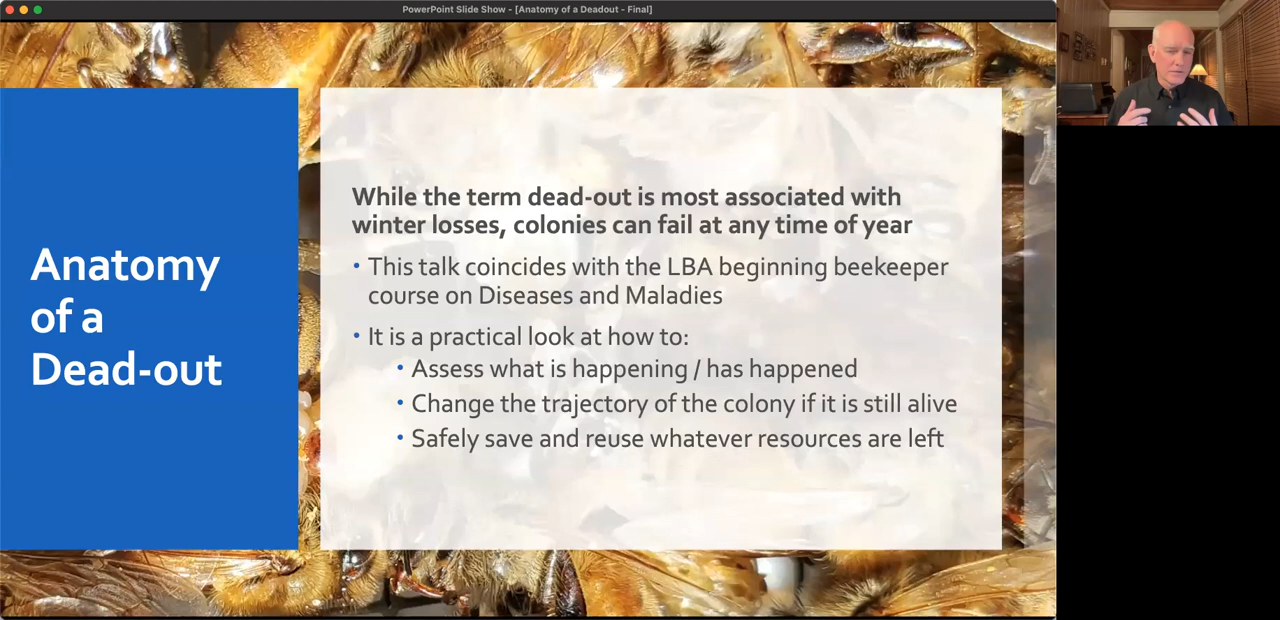 PowerPoint Slide Show - [Anatomy of a Deadout - Final]
Anatomy
of a
Dead-out
While the term dead-out is most associated with
winter losses, colonies can fail at any time of year
• This talk coincides with the LBA beginning beekeeper
course on Diseases and Maladies
• It is a practical look at how to:
• Assess what is happening / has happened
• Change the trajectory of the colony if it is still alive
• Safely save and reuse whatever resources are left